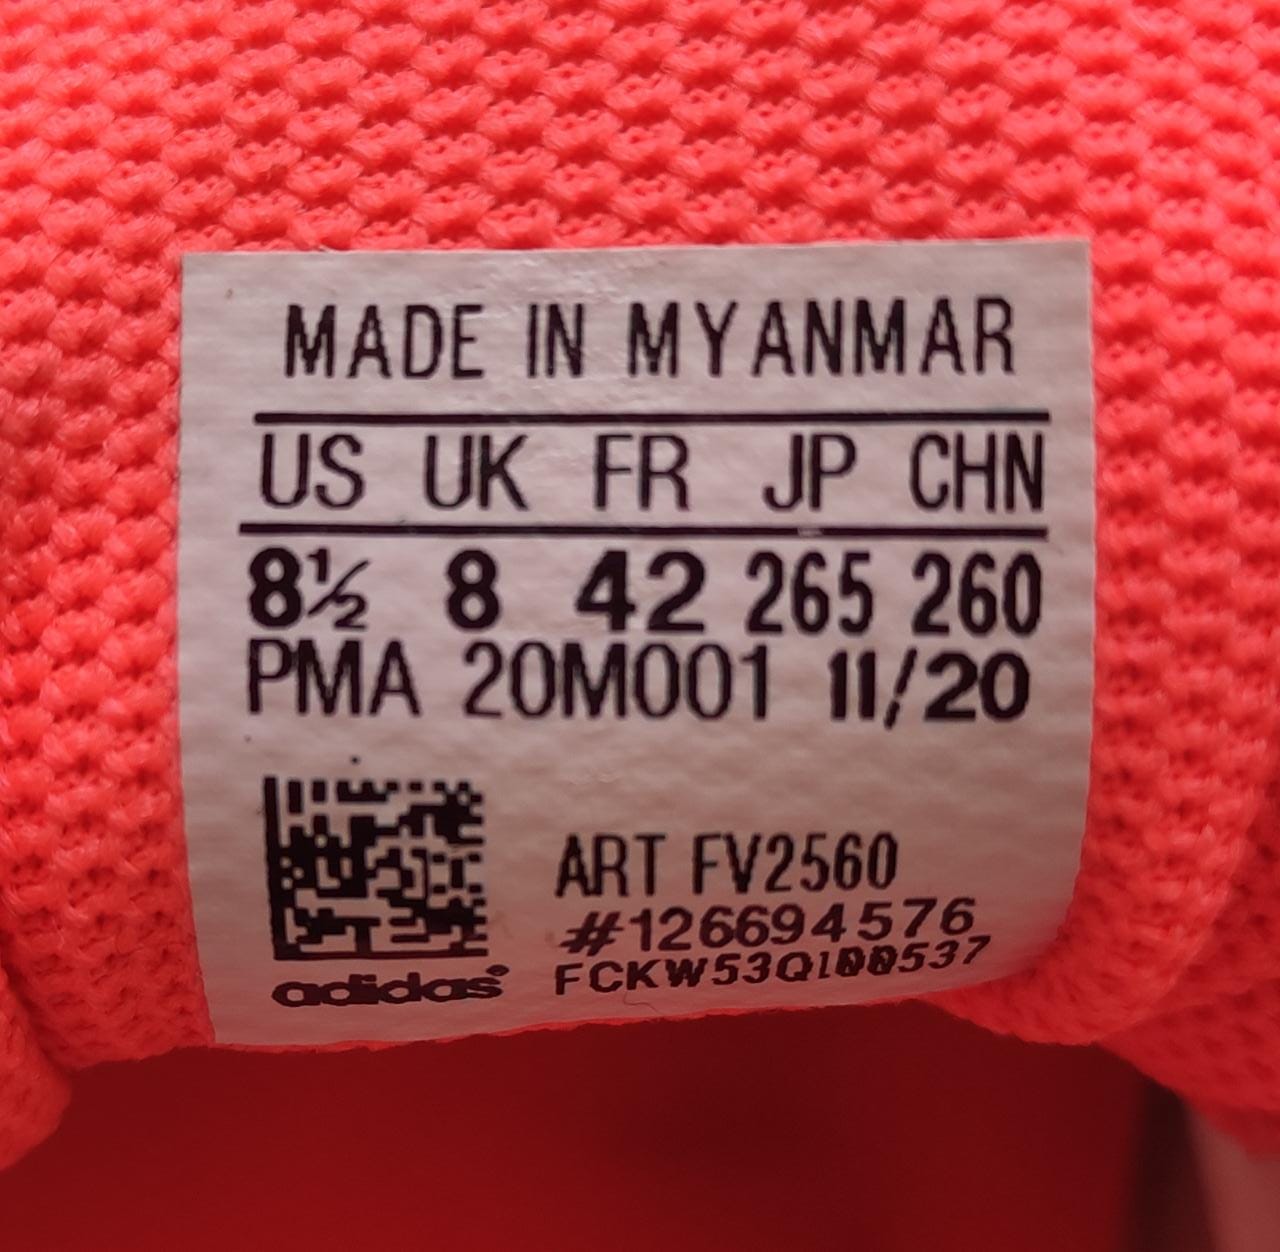 MADE IN MYANMAR
US UK FR JP CHN
8½ 8 42 265 260
PMA 20M001 11/20
ART FV2560
#126694576
adidas FCKW53Q100537